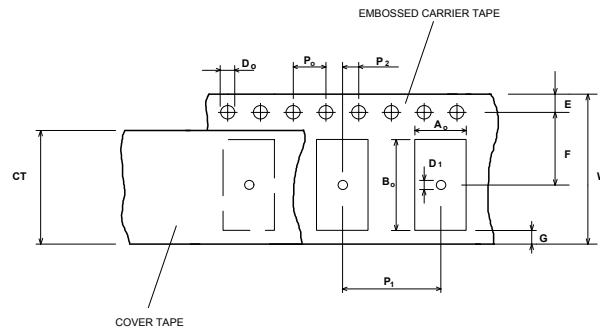 EMBOSSED CARRIER TAPE
Do
Po
P2
E
Ao
F
D1
CT
Bo
W
G
P1
COVER TAPE